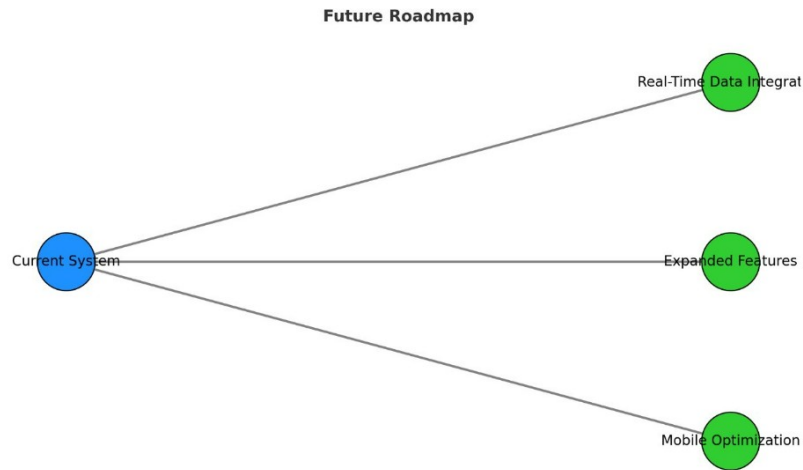 Future Roadmap
Real-Time Data Integrat
Current System
Expanded Features
Mobile Optimization